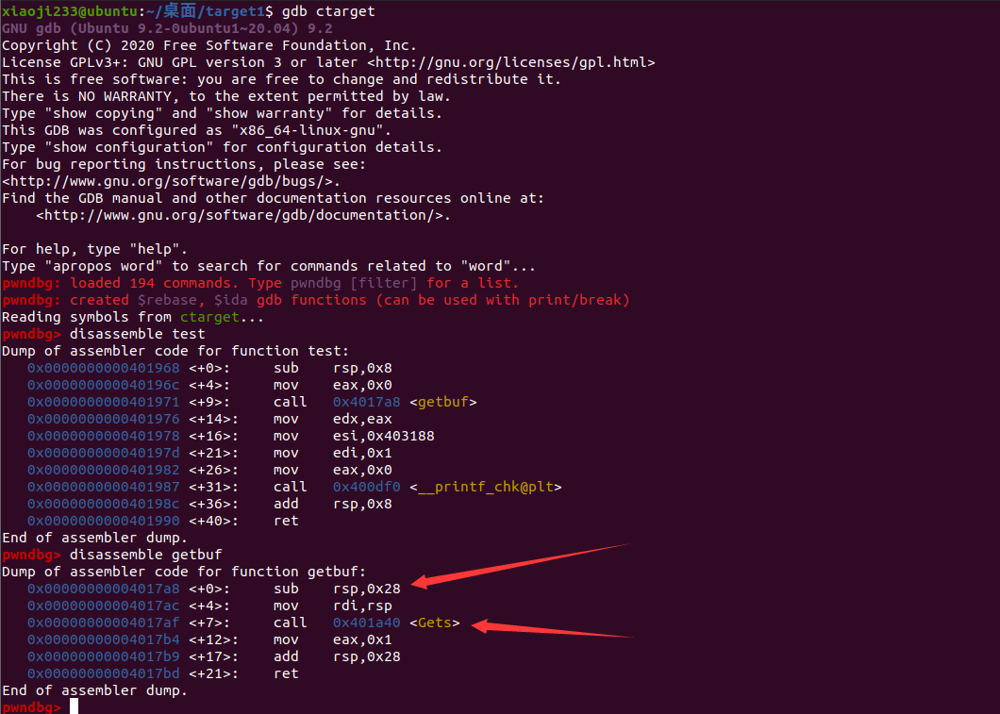 xiaoji233@ubuntu:~/桌面/target1$ gdb ctarget
GNU gdb (Ubuntu 9.2-0ubuntu1~20.04) 9.2
Copyright (C) 2020 Free Software Foundation, Inc.
License GPLv3+: GNU GPL version 3 or later <http://gnu.org/licenses/gpl.html>
This is free software: you are free to change and redistribute it.
There is NO WARRANTY, to the extent permitted by law.
Type "show copying" and "show warranty" for details.
This GDB was configured as "x86_64-linux-gnu".
Type "show configuration" for configuration details.
For bug reporting instructions, please see:
<http://www.gnu.org/software/gdb/bugs/>.
Find the GDB manual and other documentation resources online at:
    <http://www.gnu.org/software/gdb/documentation/>.

For help, type "help".
Type "apropos word" to search for commands related to "word"...
pwndbg: loaded 194 commands. Type pwndbg [filter] for a list.
pwndbg: created $rebase, $ida gdb functions (can be used with print/break)
Reading symbols from ctarget...
pwndbg> disassemble test
Dump of assembler code for function test:
   0x0000000000401968 <+0>:     sub    rsp,0x8
   0x000000000040196c <+4>:     mov    eax,0x0
   0x0000000000401971 <+9>:     call   0x4017a8 <getbuf>
   0x0000000000401976 <+14>:    mov    edx,eax
   0x0000000000401978 <+16>:    mov    esi,0x403188
   0x000000000040197d <+21>:    mov    edi,0x1
   0x0000000000401982 <+26>:    mov    eax,0x0
   0x0000000000401987 <+31>:    call   0x400df0 <__printf_chk@plt>
   0x000000000040198c <+36>:    add    rsp,0x8
   0x0000000000401990 <+40>:    ret
End of assembler dump.
pwndbg> disassemble getbuf
Dump of assembler code for function getbuf:
   0x00000000004017a8 <+0>:     sub    rsp,0x28
   0x00000000004017ac <+4>:     mov    rdi,rsp
   0x00000000004017af <+7>:     call   0x401a40 <Gets>
   0x00000000004017b4 <+12>:    mov    eax,0x1
   0x00000000004017b9 <+17>:    add    rsp,0x28
   0x00000000004017bd <+21>:    ret
End of assembler dump.
pwndbg>